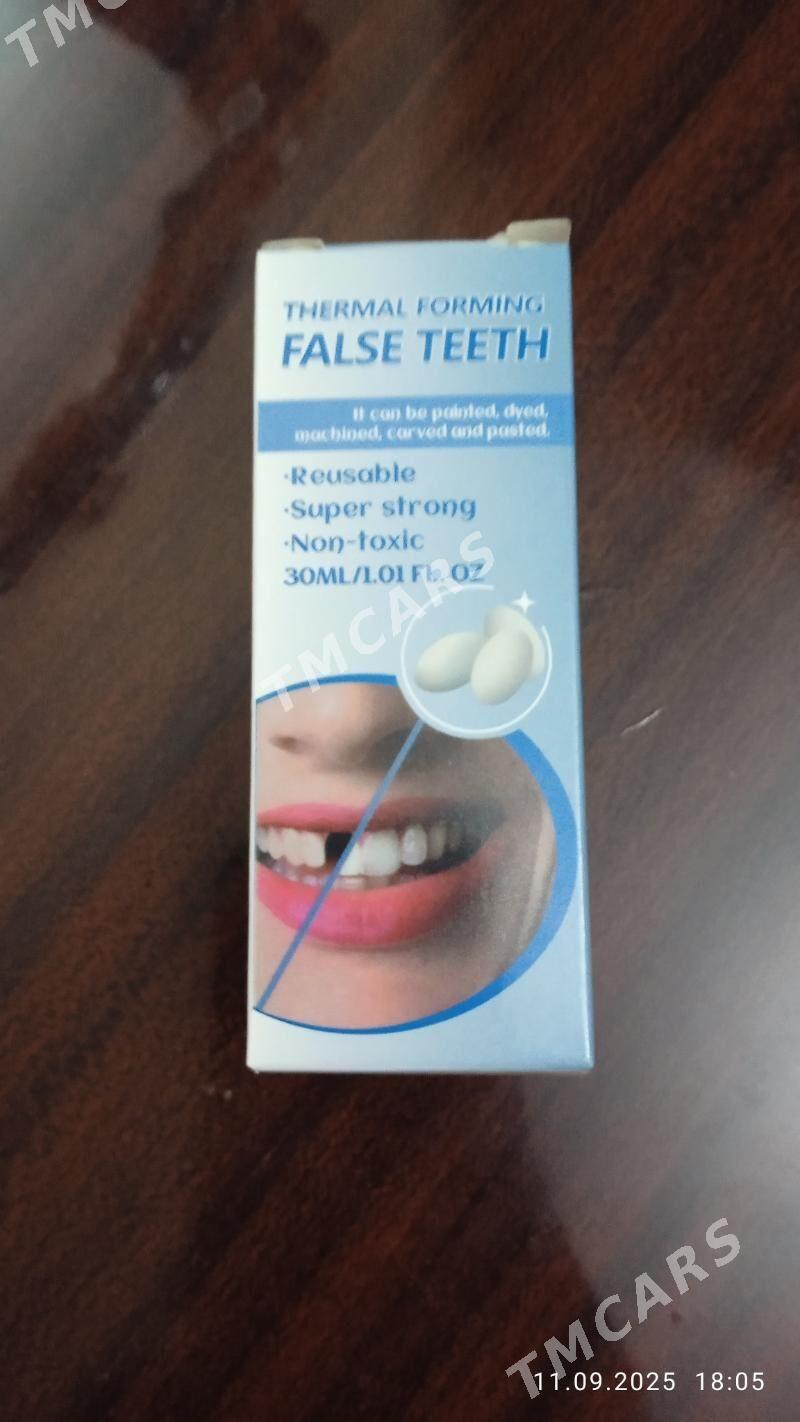 TMC
THERMAL FORMING
FALSE TEETH
It can be painted, dyed,
machined, carved and pasted.
·Reusable
·Super strong
·Non-toxic
30ML/1.01 FL. OZ
TMCARS
TMCARS
11.09.2025 18:05